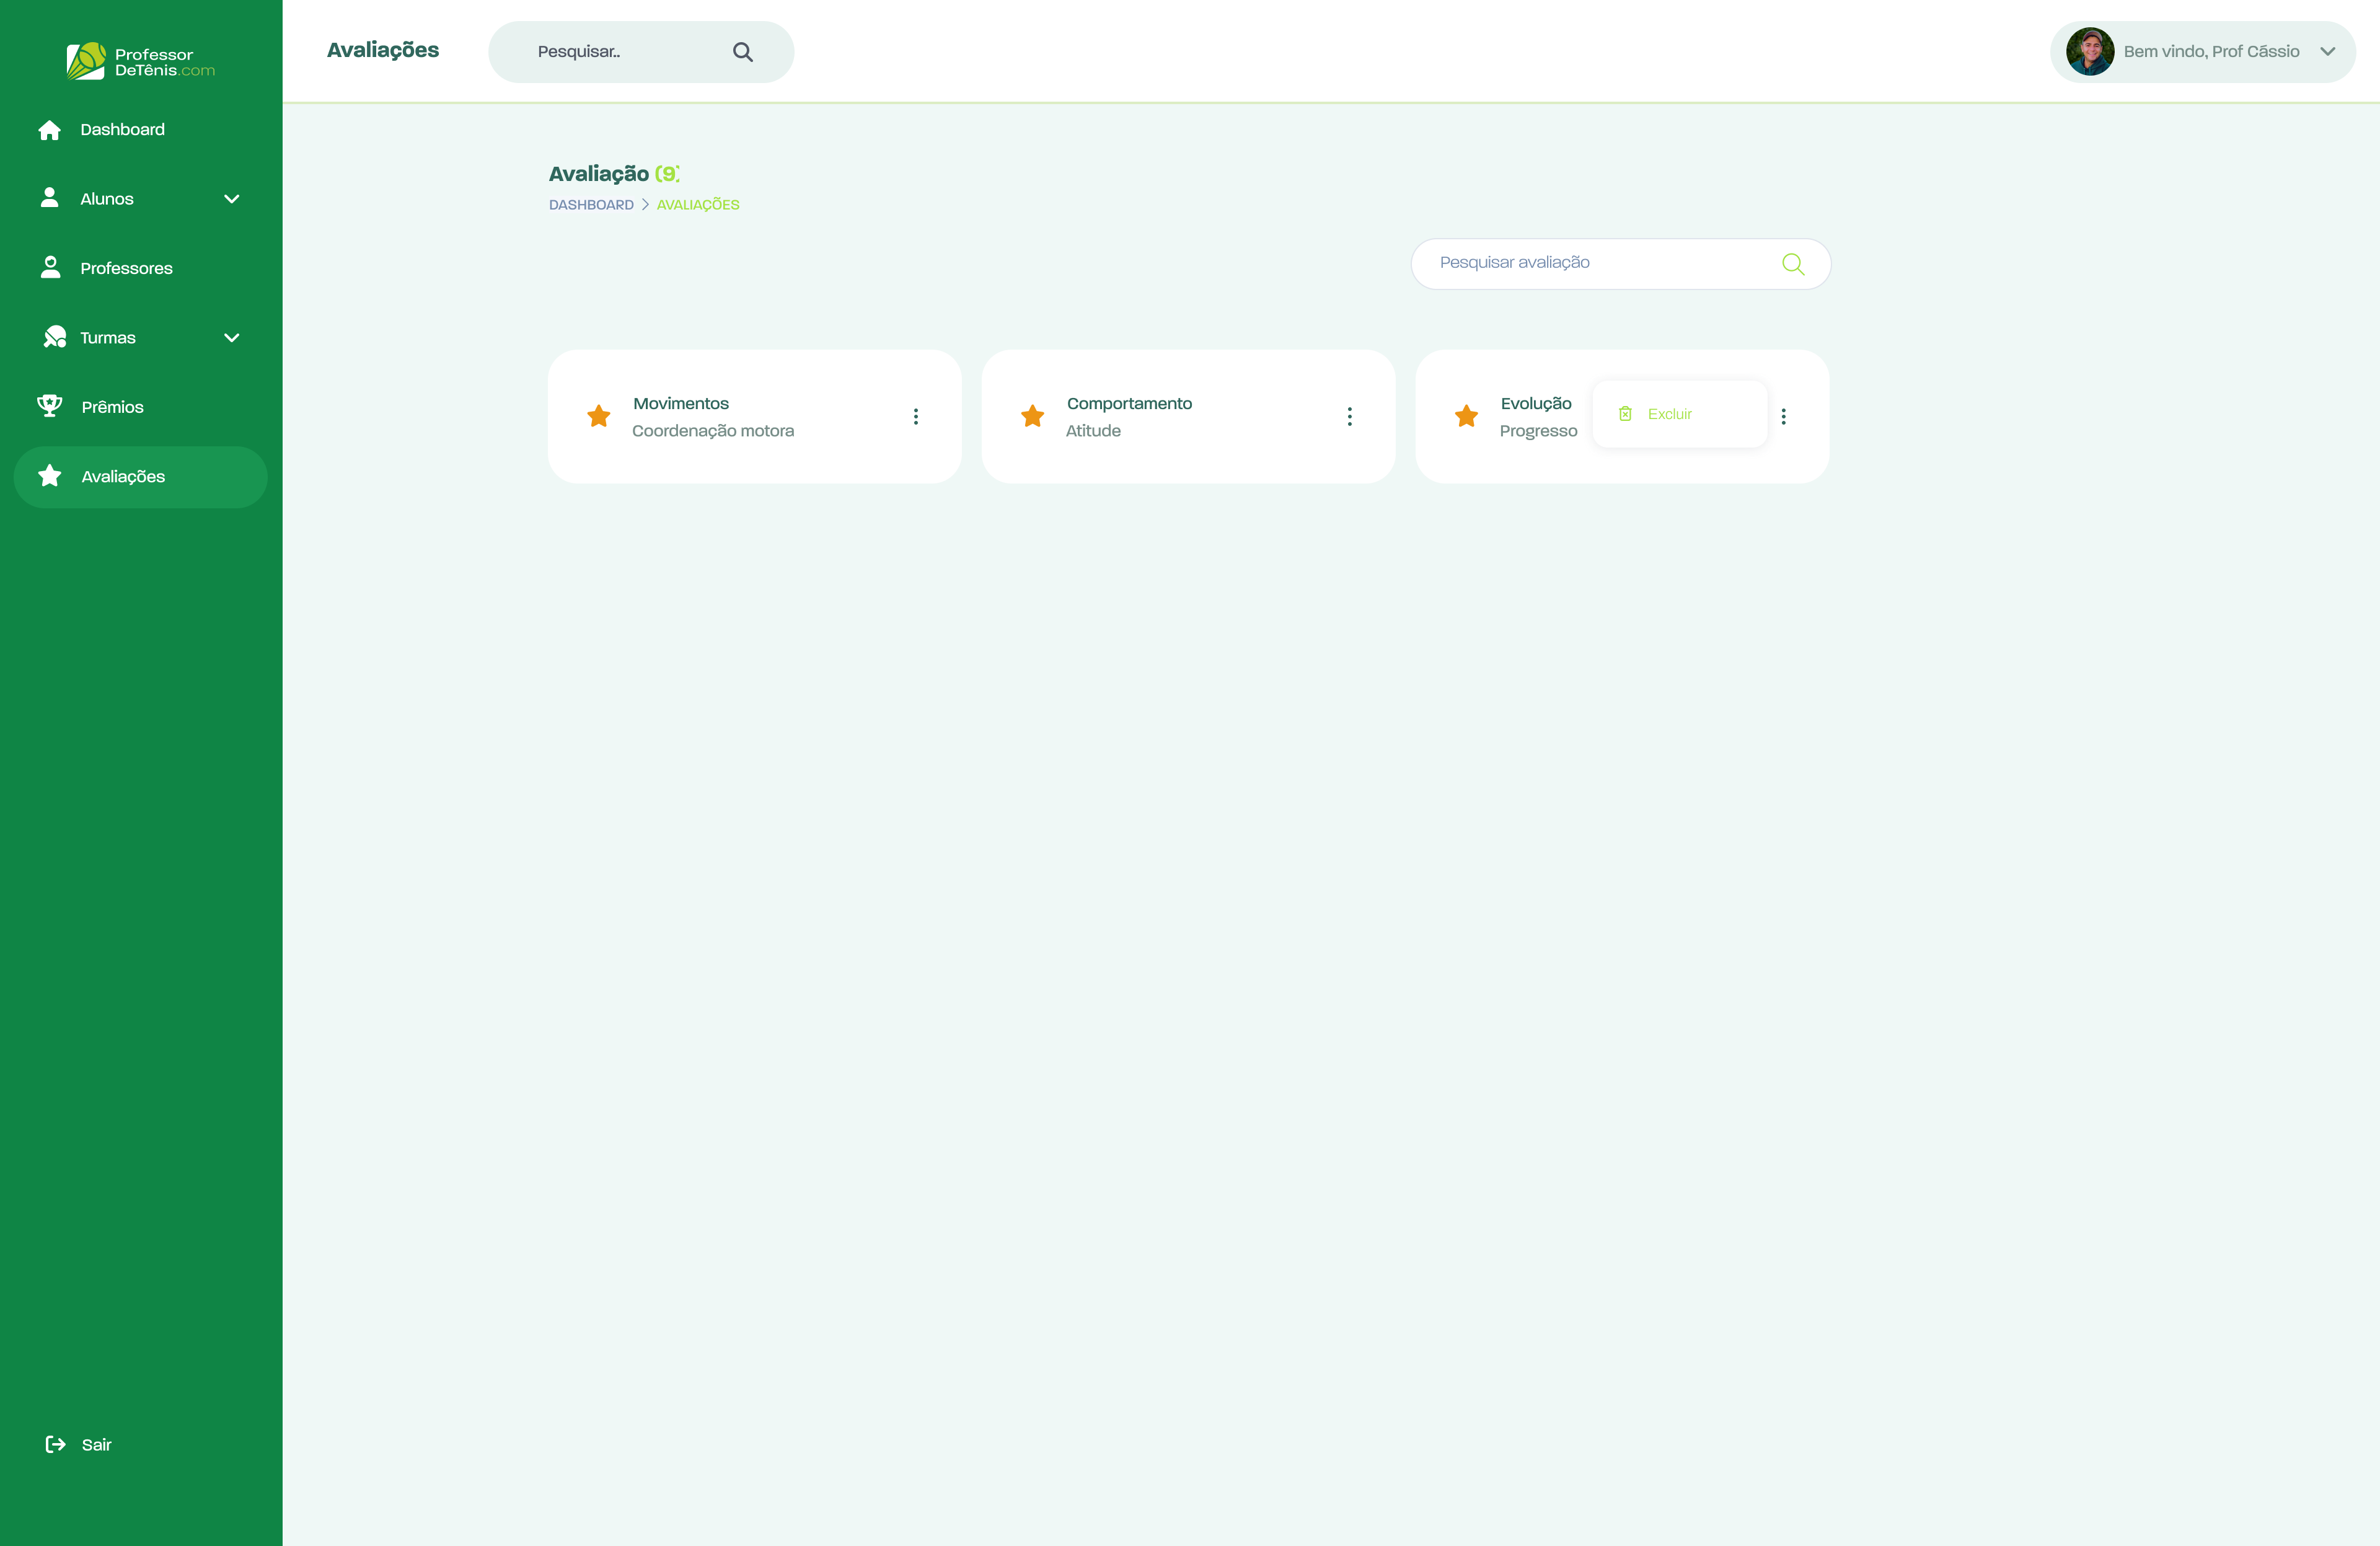 Professor
DeTênis.com
Dashboard
Alunos
Professores
Turmas
Prêmios
Avaliações
Sair
Avaliações
Pesquisar..
Bem vindo, Prof Cássio
Avaliação (9)
DASHBOARD > AVALIAÇÕES
Pesquisar avaliação
Movimentos
Coordenação motora
Comportamento
Atitude
Evolução
Progresso
Excluir